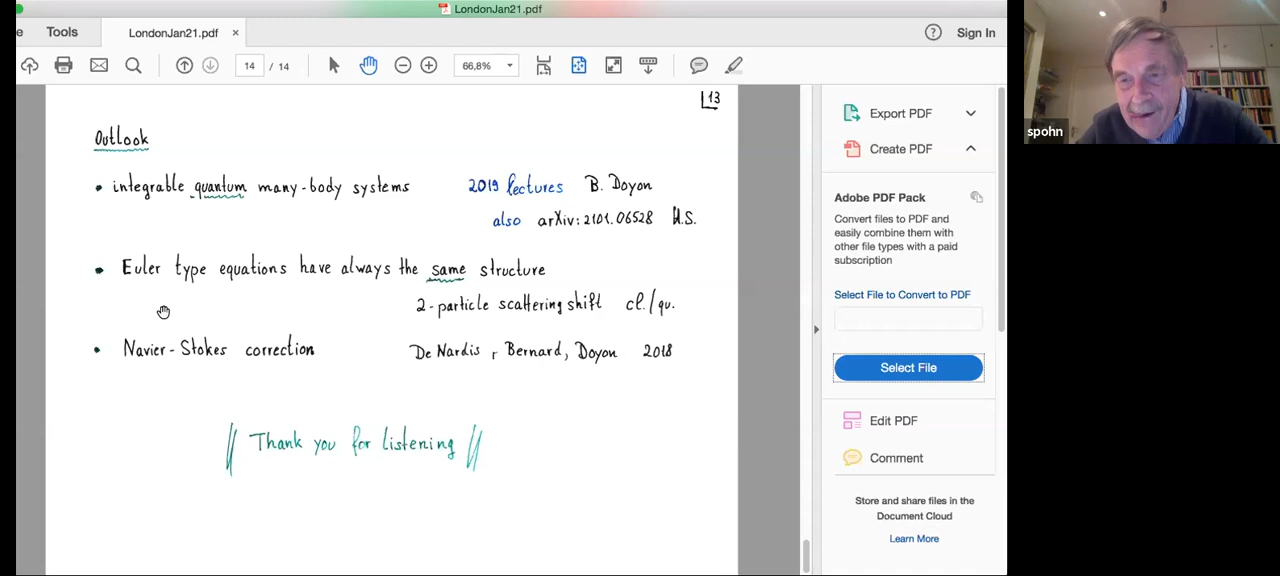 LondonJan21.pdf
Tools
LondonJan21.pdf ×
Sign In
14 / 14
66,8%
13
Outlook
• integrable quantum many-body systems 2019 lectures B. Doyon
also arXiv:2101.06528 H.S.
• Euler type equations have always the same structure
2-particle scattering shift cl./qu.
• Navier-Stokes correction De Nardis, Bernard, Doyon 2018
Thank you for listening
Export PDF
Create PDF
Adobe PDF Pack
Convert files to PDF and
easily combine them with
other file types with a paid
subscription
Select File to Convert to PDF
Select File
Edit PDF
Comment
Store and share files in the
Document Cloud
Learn More
spohn